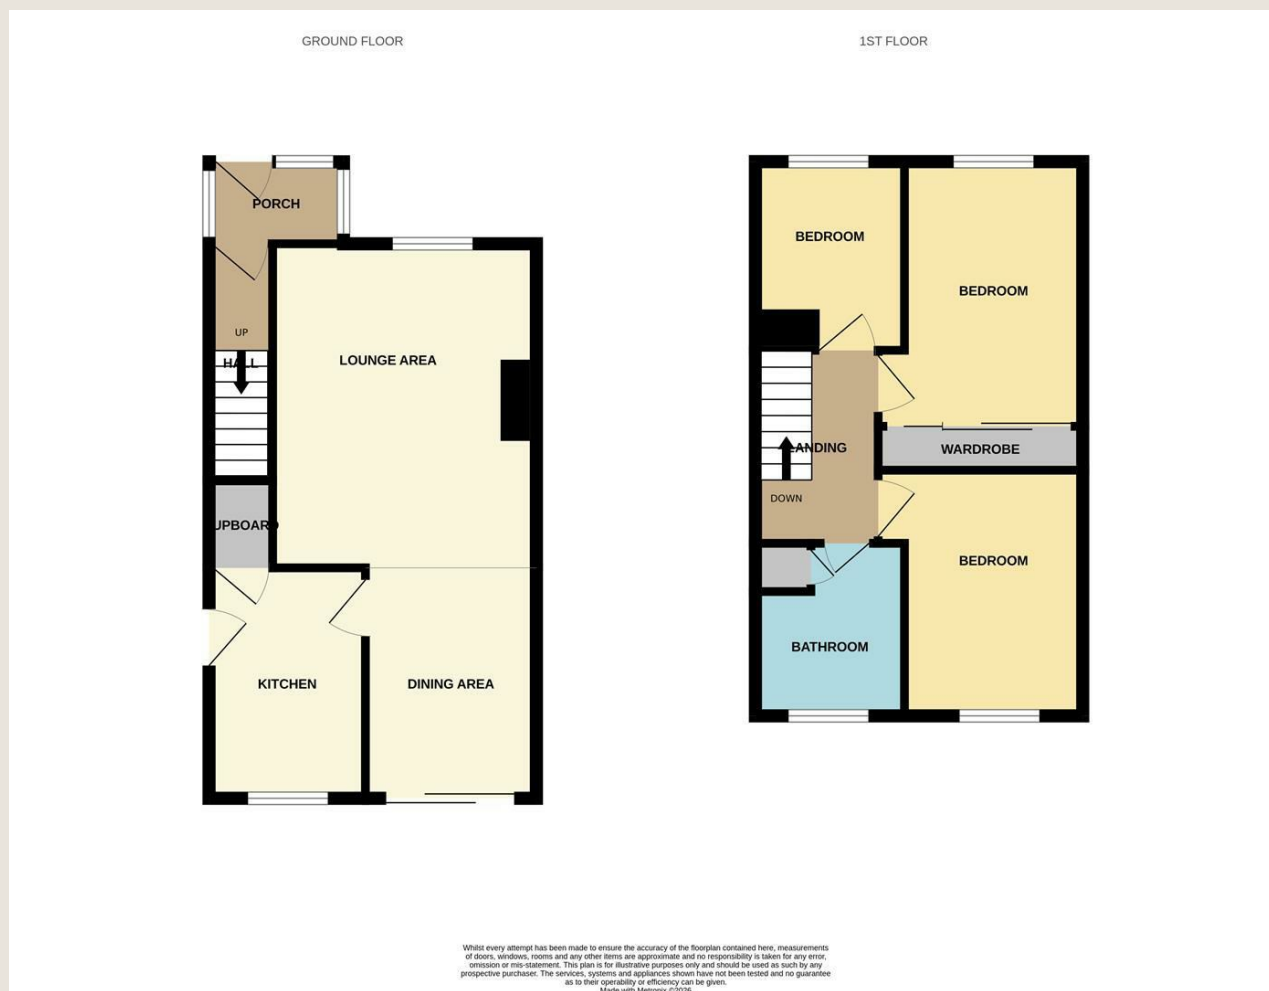 GROUND FLOOR
1ST FLOOR
PORCH
UP
HALL
LOUNGE AREA
UPBOARD
KITCHEN
DINING AREA
BEDROOM
BEDROOM
LANDING
WARDROBE
DOWN
BEDROOM
BATHROOM
Whilst every attempt has been made to ensure the accuracy of the floorplan contained here, measurements
of doors, windows, rooms and any other items are approximate and no responsibility is taken for any error,
omission or mis-statement. This plan is for illustrative purposes only and should be used as such by any
prospective purchaser. The services, systems and appliances shown have not been tested and no guarantee
as to their operability or efficiency can be given.
Made with Metropix ©2026